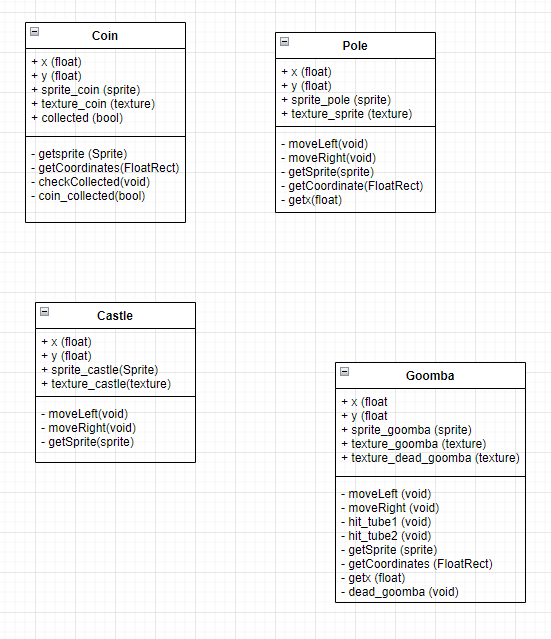 Coin
+ x (float)
+ y (float)
+ sprite_coin (sprite)
+ texture_coin (texture)
+ collected (bool)
- getsprite (Sprite)
- getCoordinates(FloatRect)
- checkCollected(void)
- coin_collected(bool)
Pole
+ x (float)
+ y (float)
+ sprite_pole (sprite)
+ texture_sprite (texture)
- moveLeft(void)
- moveRight(void)
- getSprite(sprite)
- getCoordinate(FloatRect)
- getx(float)
Castle
+ x (float)
+ y (float)
+ sprite_castle(Sprite)
+ texture_castle(texture)
- moveLeft(void)
- moveRight(void)
- getSprite(sprite)
Goomba
+ x (float
+ y (float
+ sprite_goomba (sprite)
+ texture_goomba (texture)
+ texture_dead_goomba (texture)
- moveLeft (void)
- moveRight (void)
- hit_tube1 (void)
- hit_tube2 (void)
- getSprite (sprite)
- getCoordinates (FloatRect)
- getx (float)
- dead_goomba (void)